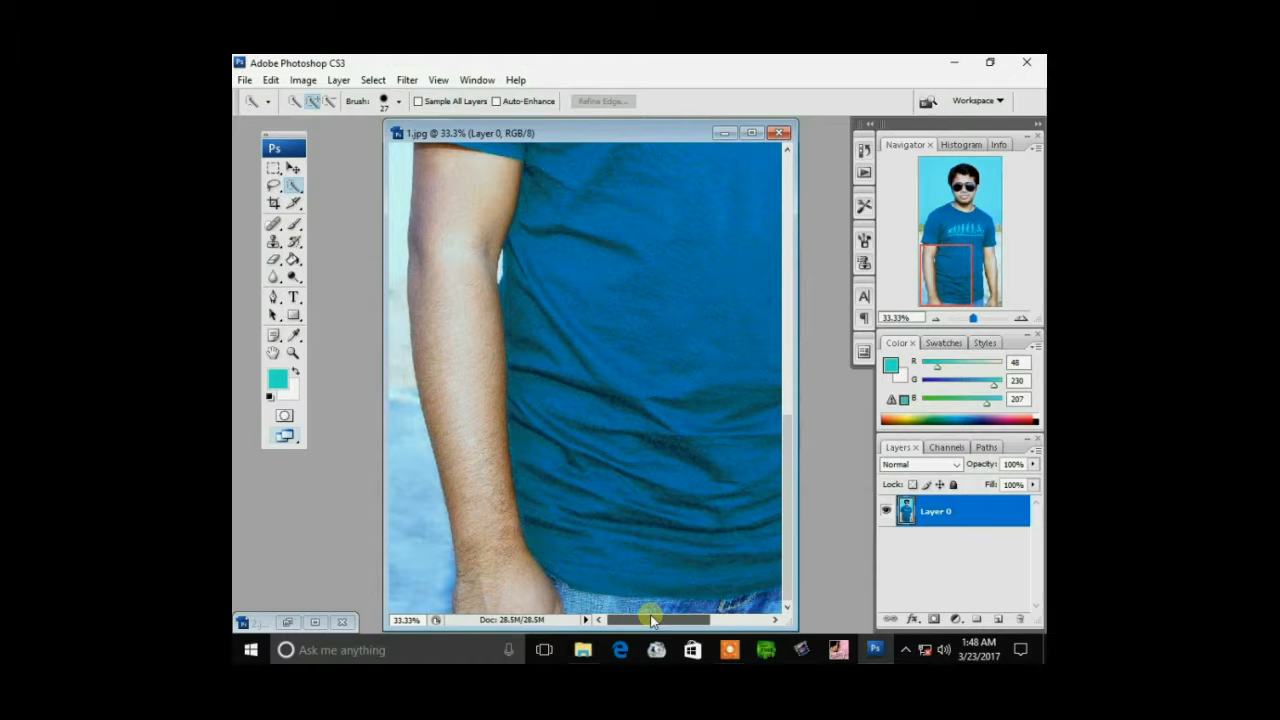 Adobe Photoshop CS3
File Edit Image Layer Select Filter View Window Help
Brush: 27 Sample All Layers Auto-Enhance Refine Edge... Workspace
Ps
1.jpg @ 33.3% (Layer 0, RGB/8)
Navigator Histogram Info
33.33%
Color Swatches Styles
R 48
G 230
B 207
Layers Channels Paths
Normal Opacity: 100%
Lock: Fill: 100%
Layer 0
33.33% Doc: 28.5M/28.5M
Ask me anything
1:48 AM
3/23/2017